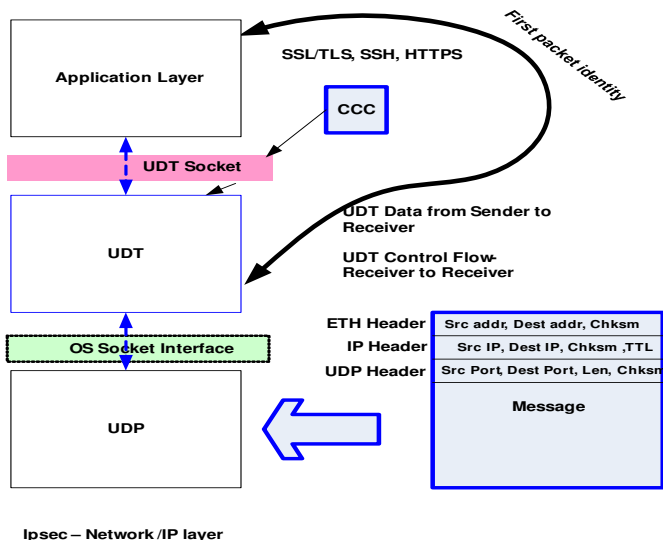 First packet identity
SSL/TLS, SSH, HTTPS
Application Layer
CCC
UDT Socket
UDT Data from Sender to
Receiver
UDT
UDT Control Flow-
Receiver to Receiver
ETH Header
Src addr, Dest addr, Chksm
OS Socket Interface
IP Header
Src IP, Dest IP, Chksm ,TTL
UDP Header
Src Port, Dest Port, Len, Chksm
Message
UDP
Ipsec – Network /IP layer